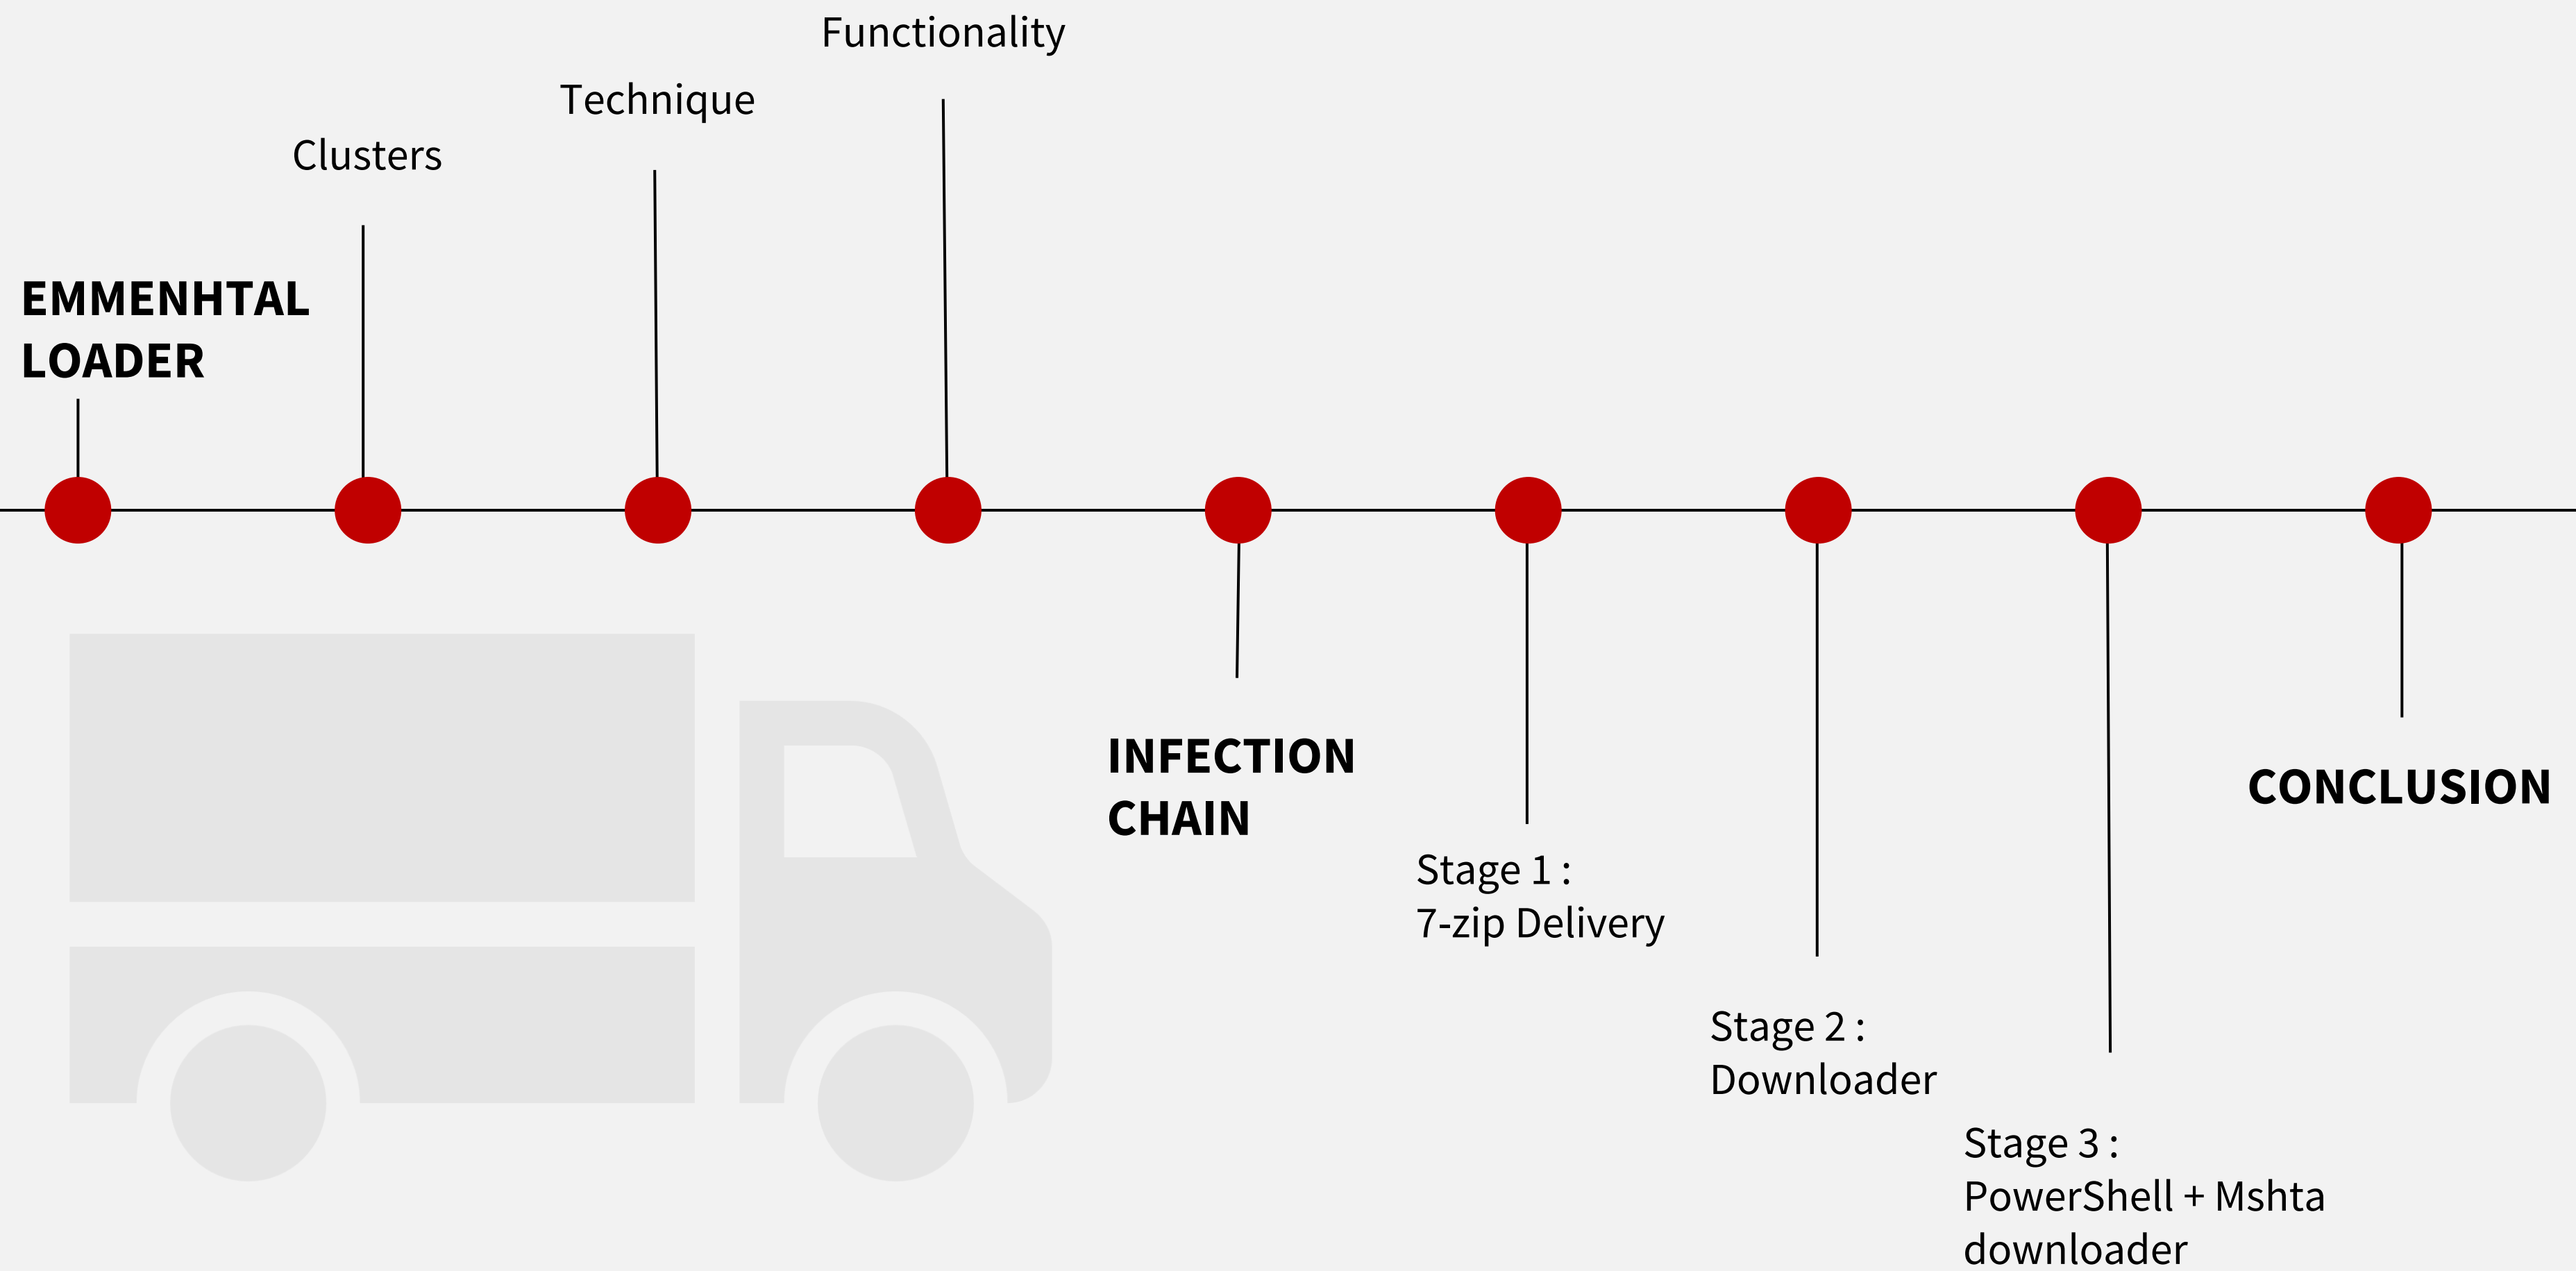 EMMENHTAL
LOADER
Clusters
Technique
Functionality
INFECTION
CHAIN
Stage 1 :
7-zip Delivery
Stage 2 :
Downloader
Stage 3 :
PowerShell + Mshta
downloader
CONCLUSION